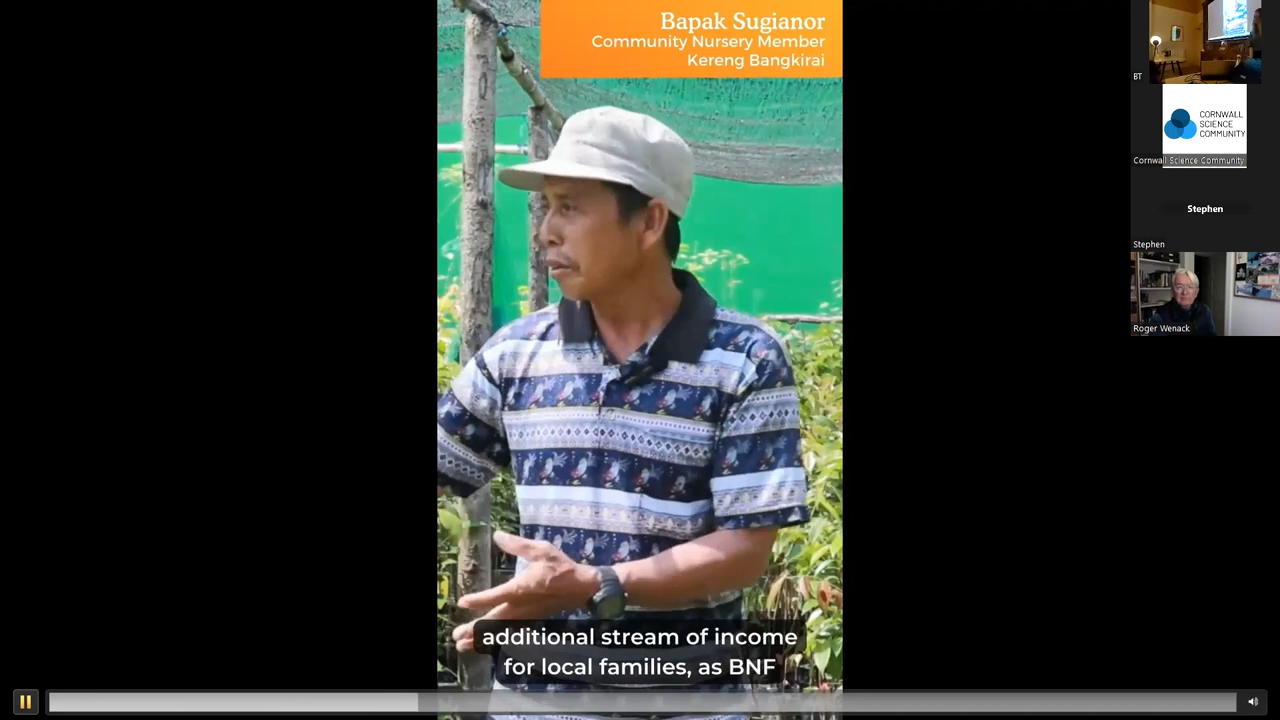 Bapak Sugianor
Community Nursery Member
Kereng Bangkirai
additional stream of income
for local families, as BNF
BT
CORNWALL
SCIENCE
COMMUNITY
Cornwall Science Community
Stephen
Stephen
Roger Wenack